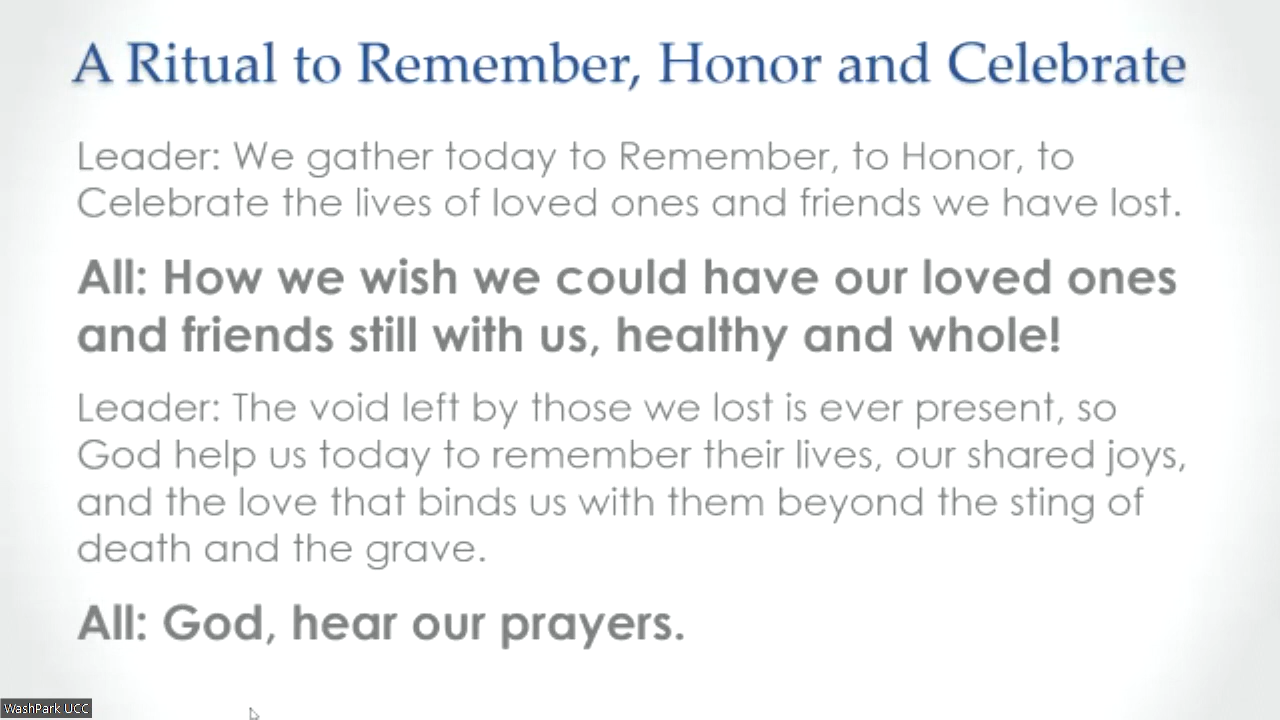 A Ritual to Remember, Honor and Celebrate
Leader: We gather today to Remember, to Honor, to
Celebrate the lives of loved ones and friends we have lost.
All: How we wish we could have our loved ones
and friends still with us, healthy and whole!
Leader: The void left by those we lost is ever present, so
God help us today to remember their lives, our shared joys,
and the love that binds us with them beyond the sting of
death and the grave.
All: God, hear our prayers.
WashPark UCC